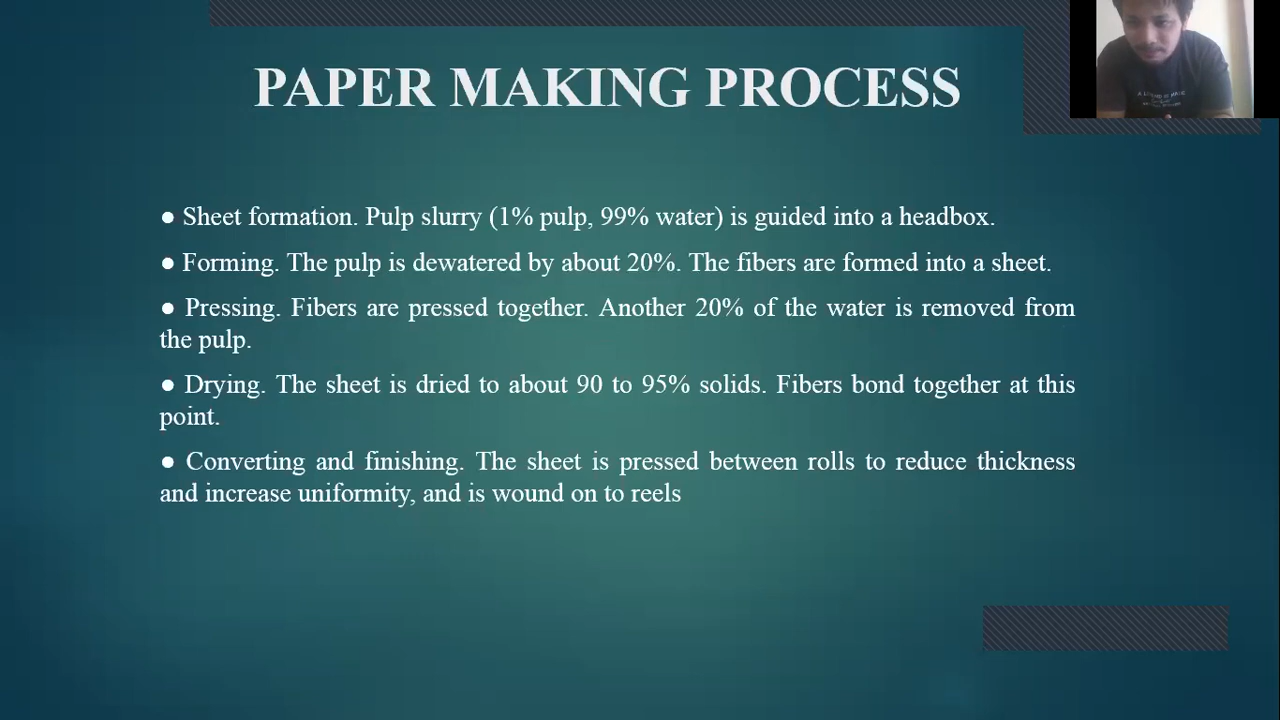 PAPER MAKING PROCESS
● Sheet formation. Pulp slurry (1% pulp, 99% water) is guided into a headbox.
● Forming. The pulp is dewatered by about 20%. The fibers are formed into a sheet.
● Pressing. Fibers are pressed together. Another 20% of the water is removed from
the pulp.
● Drying. The sheet is dried to about 90 to 95% solids. Fibers bond together at this
point.
● Converting and finishing. The sheet is pressed between rolls to reduce thickness
and increase uniformity, and is wound on to reels